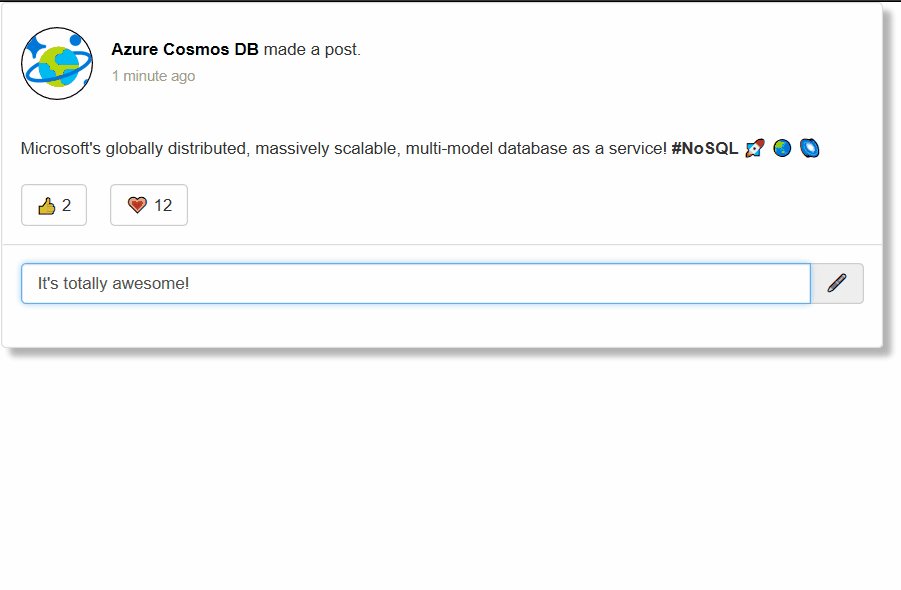 Azure Cosmos DB made a post.
1 minute ago
Microsoft's globally distributed, massively scalable, multi-model database as a service! #NoSQL 🚀 🌏 🌌
👍 2 ❤️ 12
It's totally awesome!